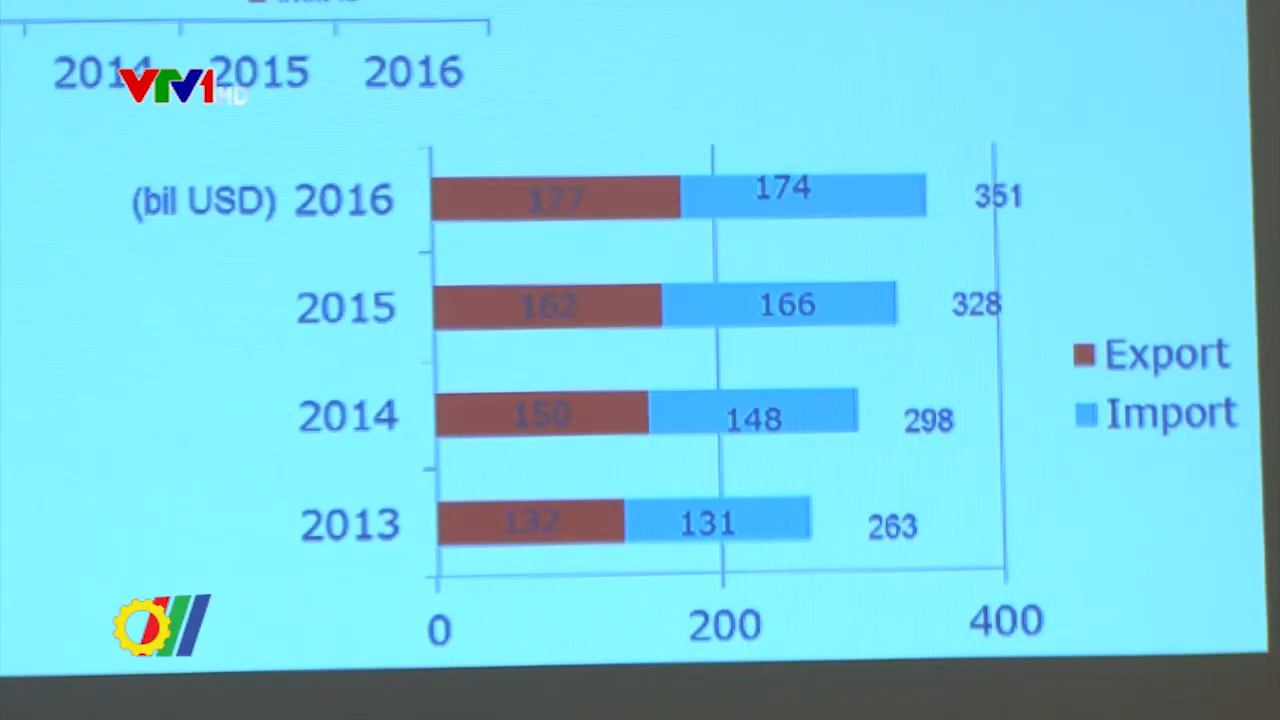 2014 2015 2016
VTV1
HD
(bil USD) 2016 177 174 351
2015 162 166 328
2014 150 148 298
2013 132 131 263
Export
Import
0 200 400